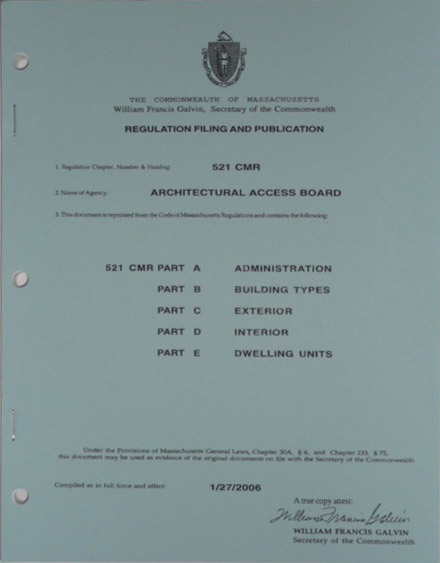 THE COMMONWEALTH OF MASSACHUSETTS
William Francis Galvin, Secretary of the Commonwealth
REGULATION FILING AND PUBLICATION
1. Regulation Chapter, Number & Heading: 521 CMR
2. Name of Agency: ARCHITECTURAL ACCESS BOARD
3. This document is reprinted from the Code of Massachusetts Regulations and contains the following:
521 CMR PART A ADMINISTRATION
PART B BUILDING TYPES
PART C EXTERIOR
PART D INTERIOR
PART E DWELLING UNITS
Under the Provisions of Massachusetts General Laws, Chapter 30A, § 6, and Chapter 233, § 75,
this document may be used as evidence of the original documents on file with the Secretary of the Commonwealth
Compiled as in full force and effect: 1/27/2006
A true copy attest:
William Francis Galvin
WILLIAM FRANCIS GALVIN
Secretary of the Commonwealth